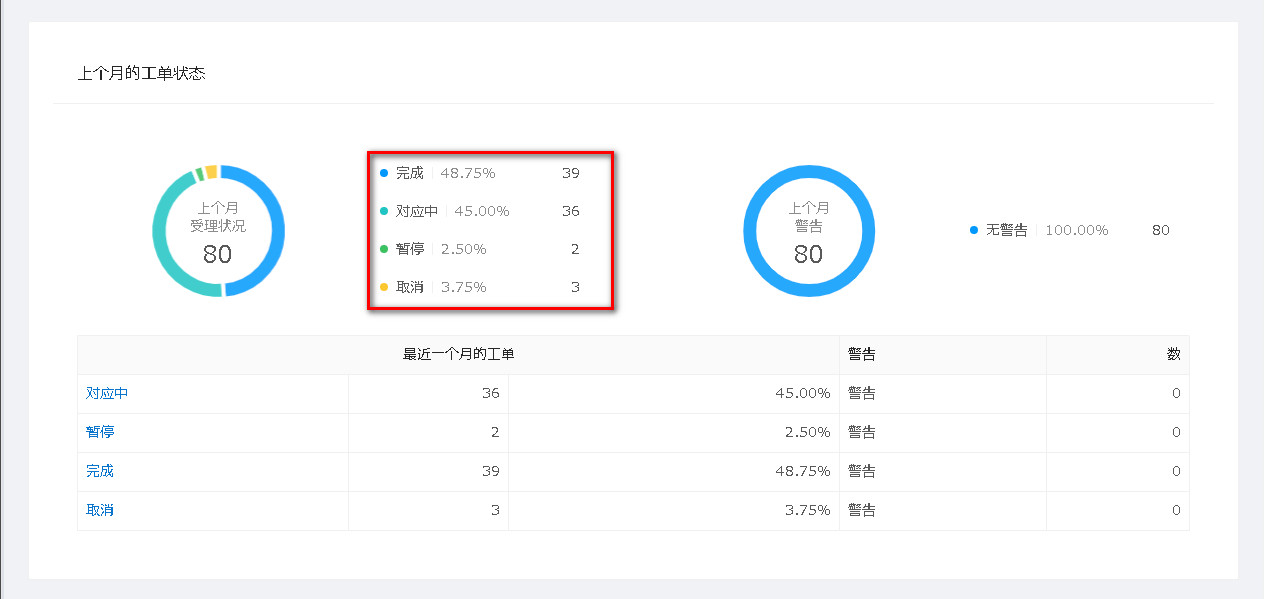 上个月的工单状态
上个月
受理状况
80
完成 48.75% 39
对应中 45.00% 36
暂停 2.50% 2
取消 3.75% 3
上个月
警告
80
无警告 100.00% 80
最近一个月的工单 警告 数
对应中 36 45.00% 警告 0
暂停 2 2.50% 警告 0
完成 39 48.75% 警告 0
取消 3 3.75% 警告 0